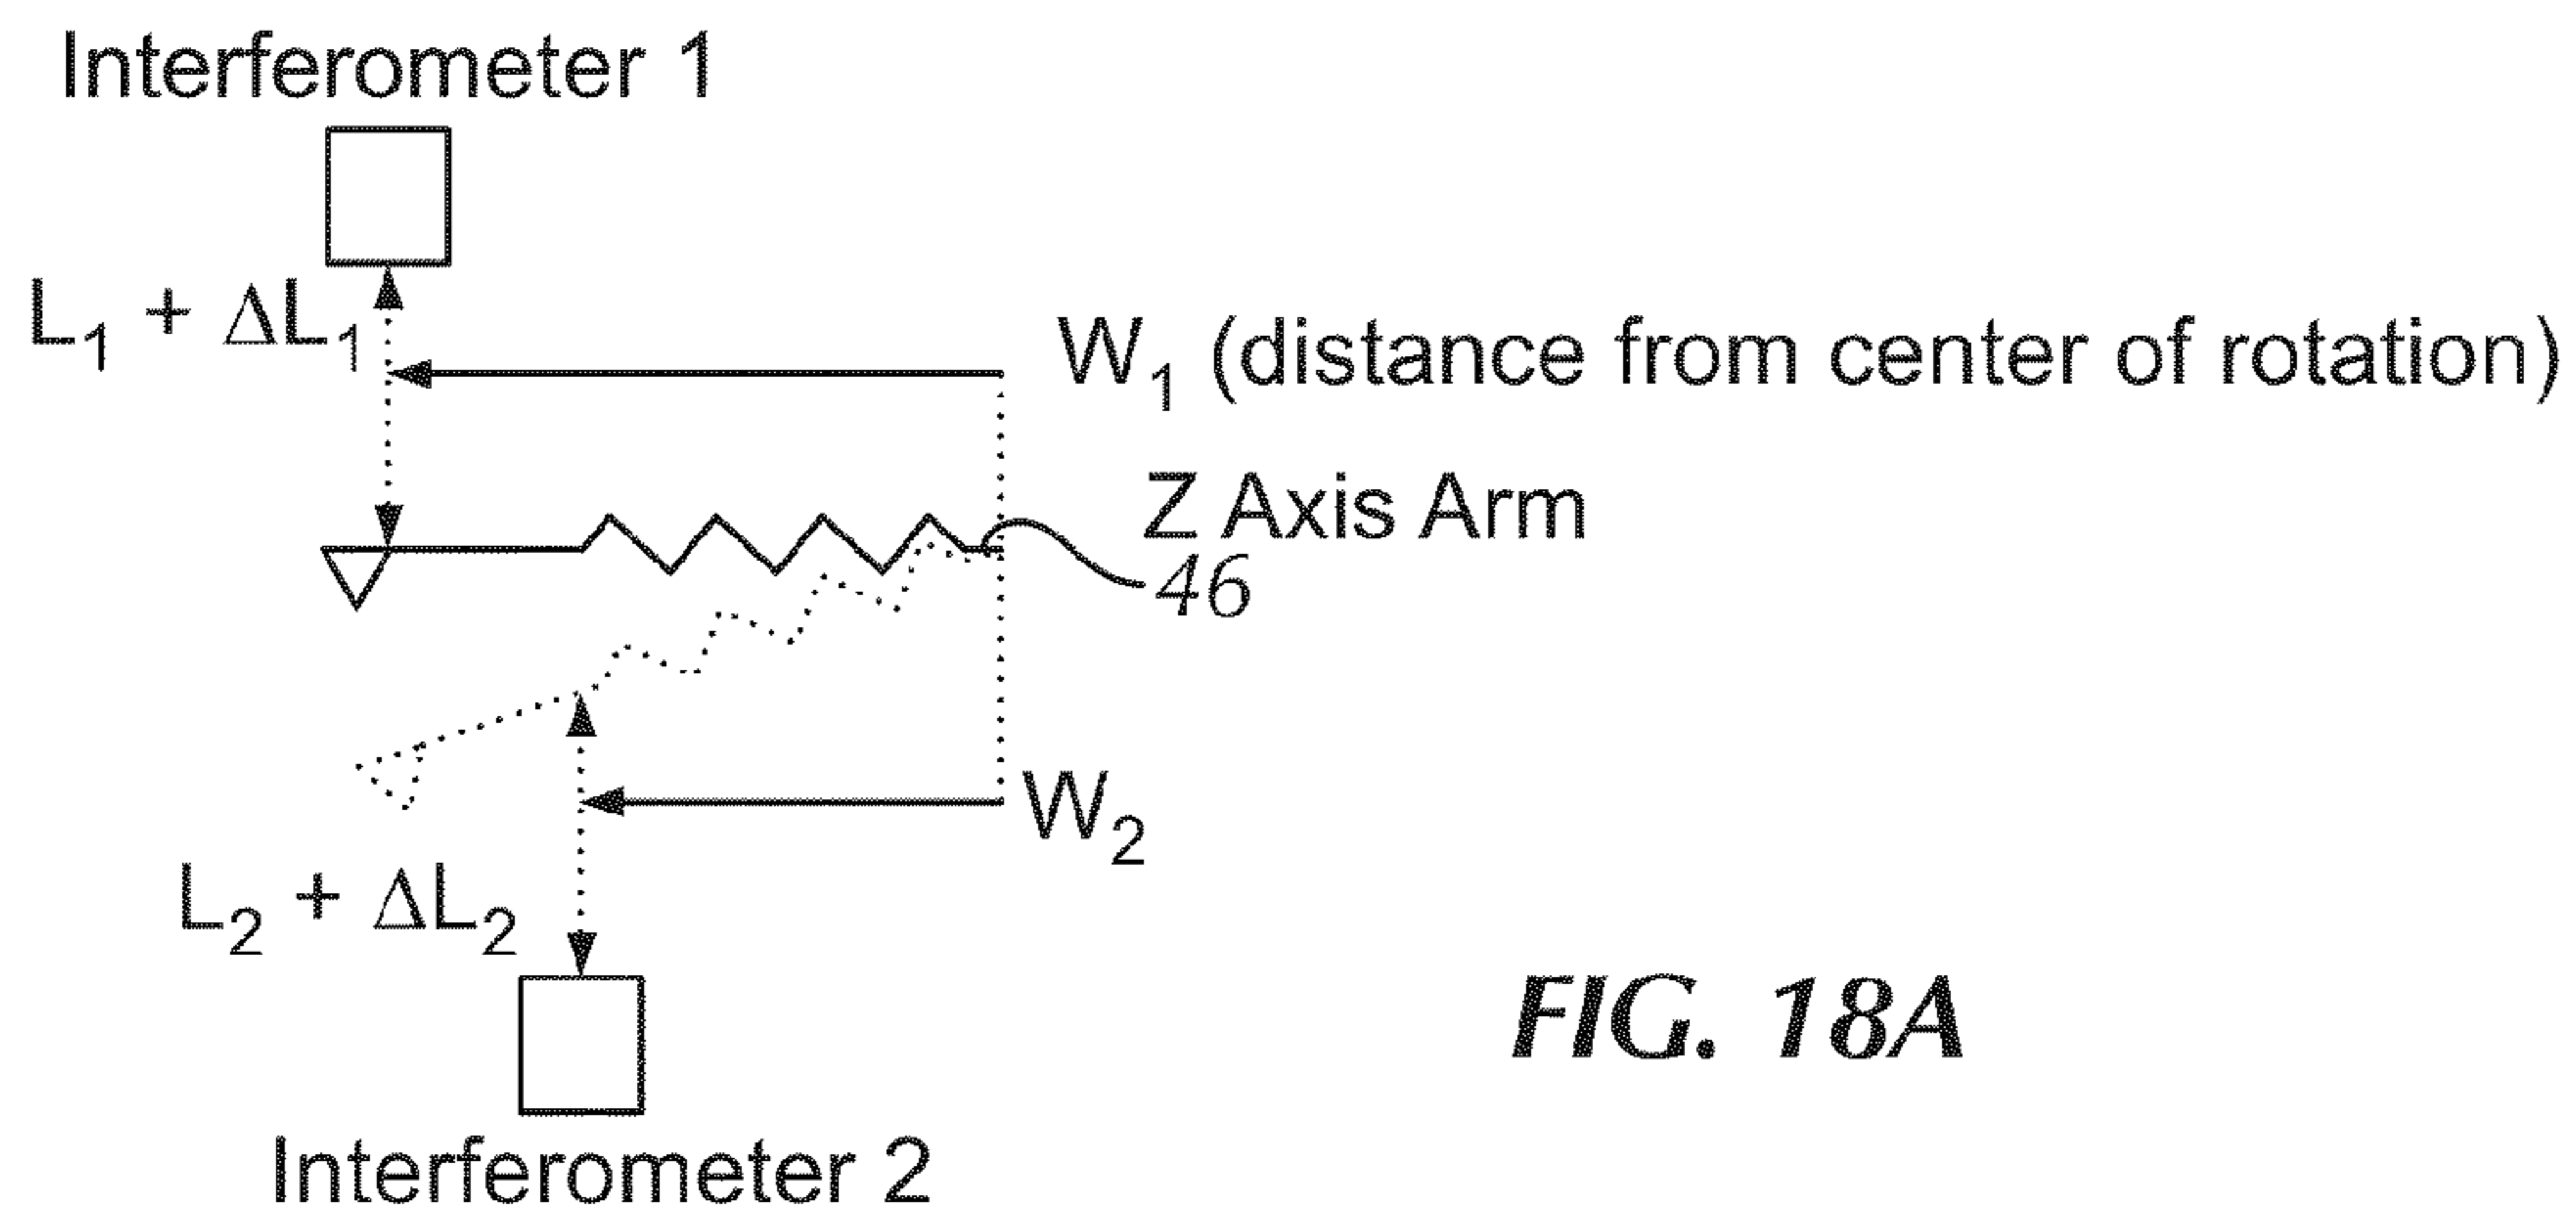 Interferometer 1
L₁ + ΔL₁
W₁ (distance from center of rotation)
Z Axis Arm
46
W₂
L₂ + ΔL₂
Interferometer 2
FIG. 18A